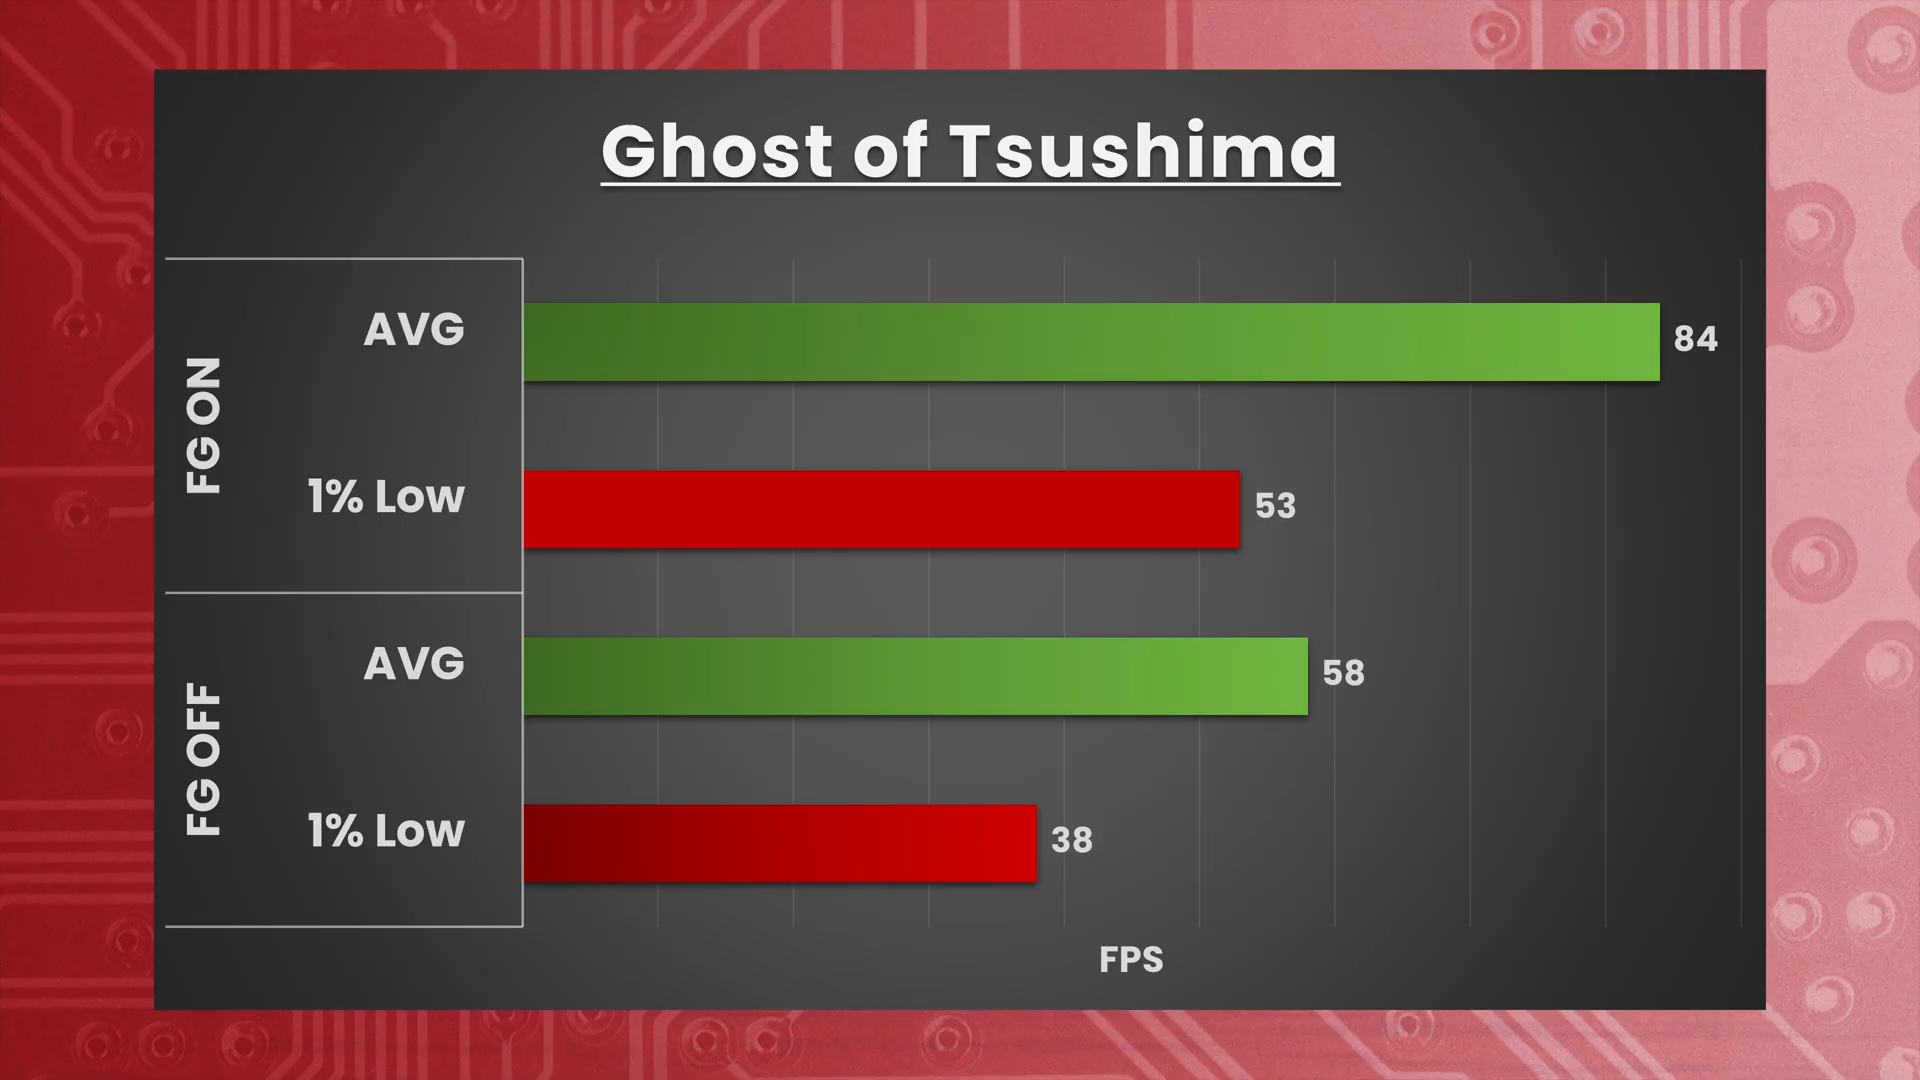 Ghost of Tsushima
FG ON
AVG
84
1% Low
53
FG OFF
AVG
58
1% Low
38
FPS